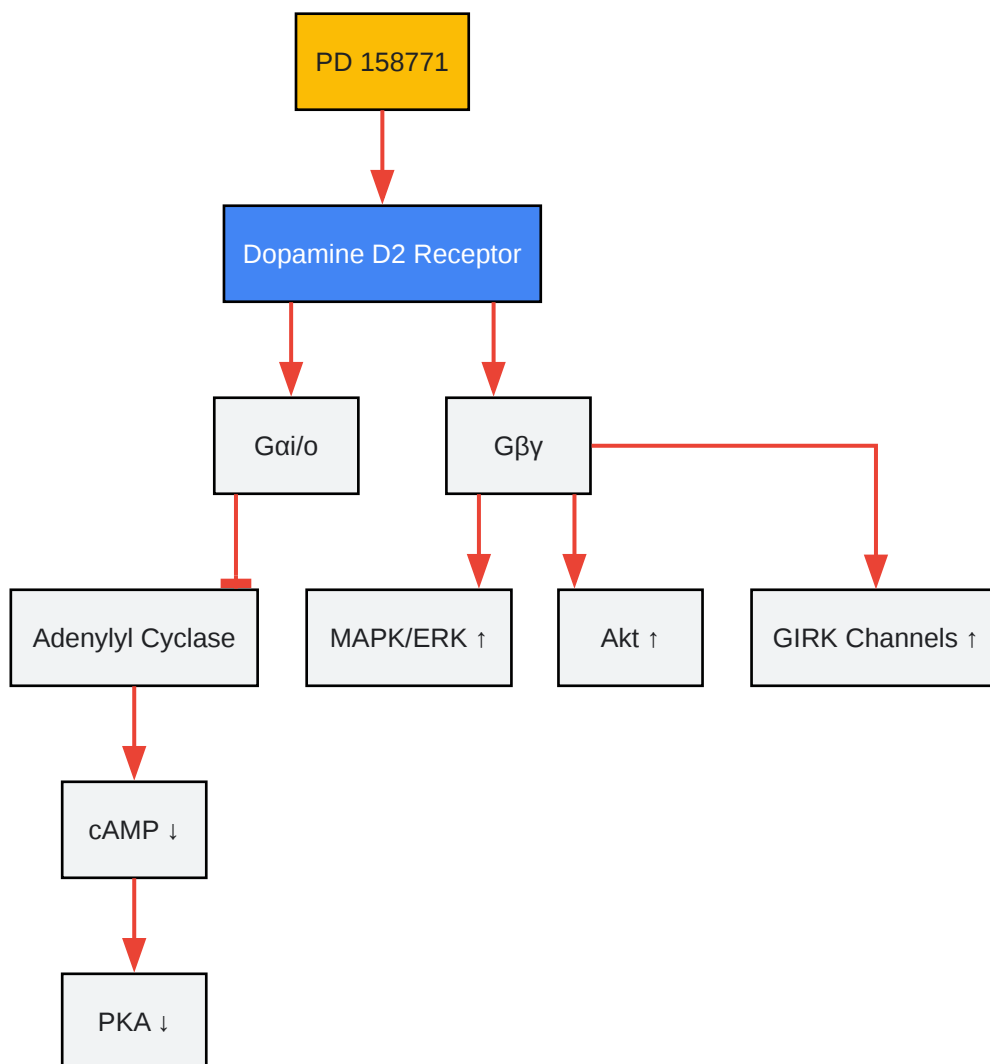 PD 158771
Dopamine D2 Receptor
Gαi/o
Gβγ
Adenylyl Cyclase
MAPK/ERK ↑
Akt ↑
GIRK Channels ↑
cAMP ↓
PKA ↓